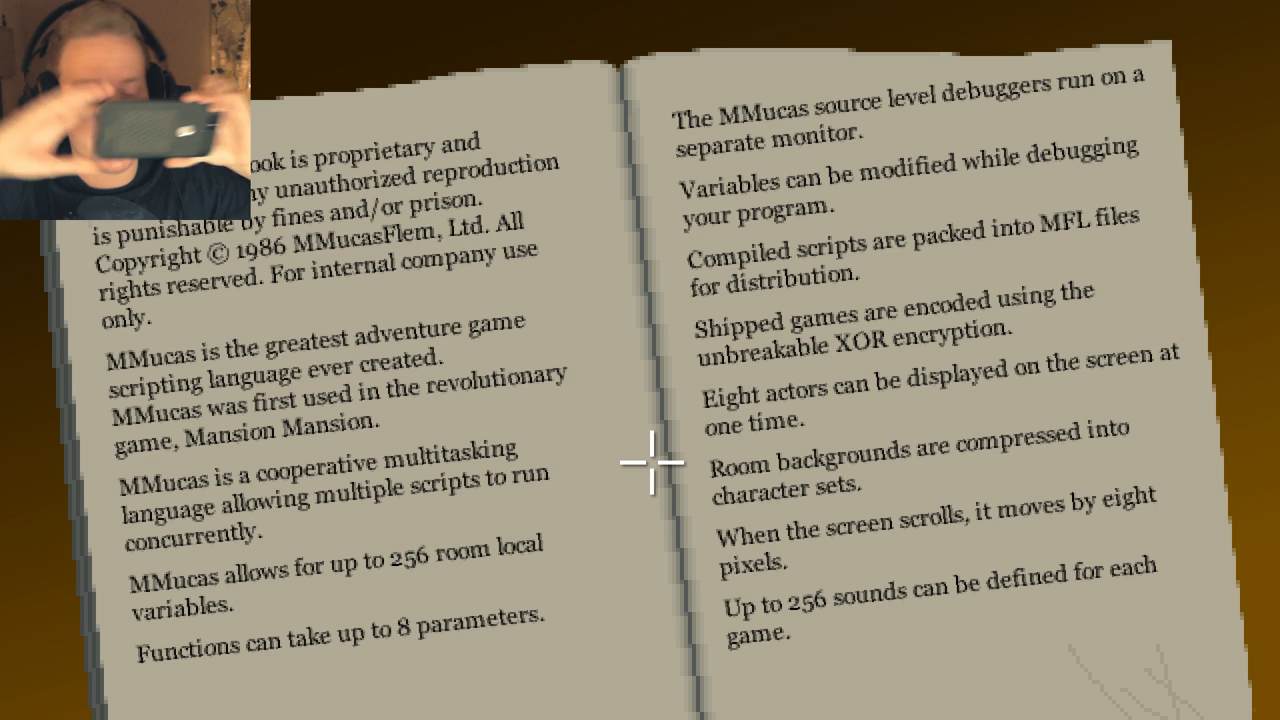 ook is proprietary and
unauthorized reproduction
is punishable by fines and/or prison.
Copyright © 1986 MMucasFlem, Ltd. All
rights reserved. For internal company use
only.
MMucas is the greatest adventure game
scripting language ever created.
MMucas was first used in the revolutionary
game, Mansion Mansion.
MMucas is a cooperative multitasking
language allowing multiple scripts to run
concurrently.
MMucas allows for up to 256 room local
variables.
Functions can take up to 8 parameters.
The MMucas source level debuggers run on a
separate monitor.
Variables can be modified while debugging
your program.
Compiled scripts are packed into MFL files
for distribution.
Shipped games are encoded using the
unbreakable XOR encryption.
Eight actors can be displayed on the screen at
one time.
Room backgrounds are compressed into
character sets.
When the screen scrolls, it moves by eight
pixels.
Up to 256 sounds can be defined for each
game.